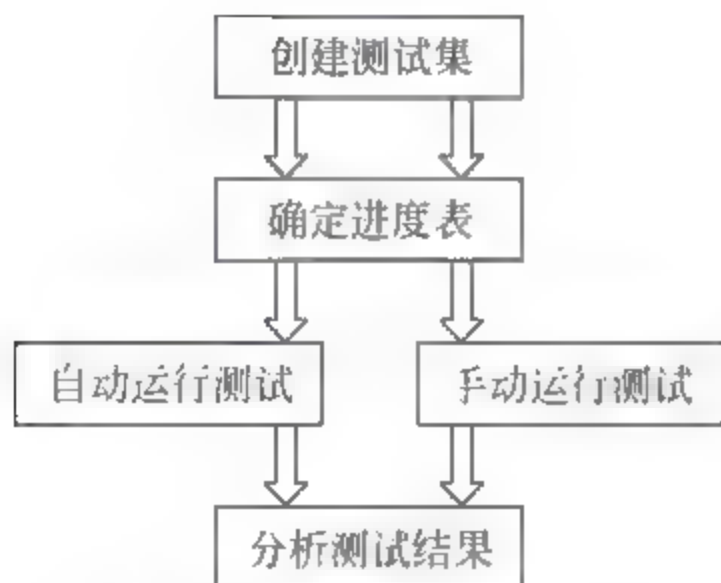 创建测试集
确定进度表
自动运行测试
手动运行测试
分析测试结果